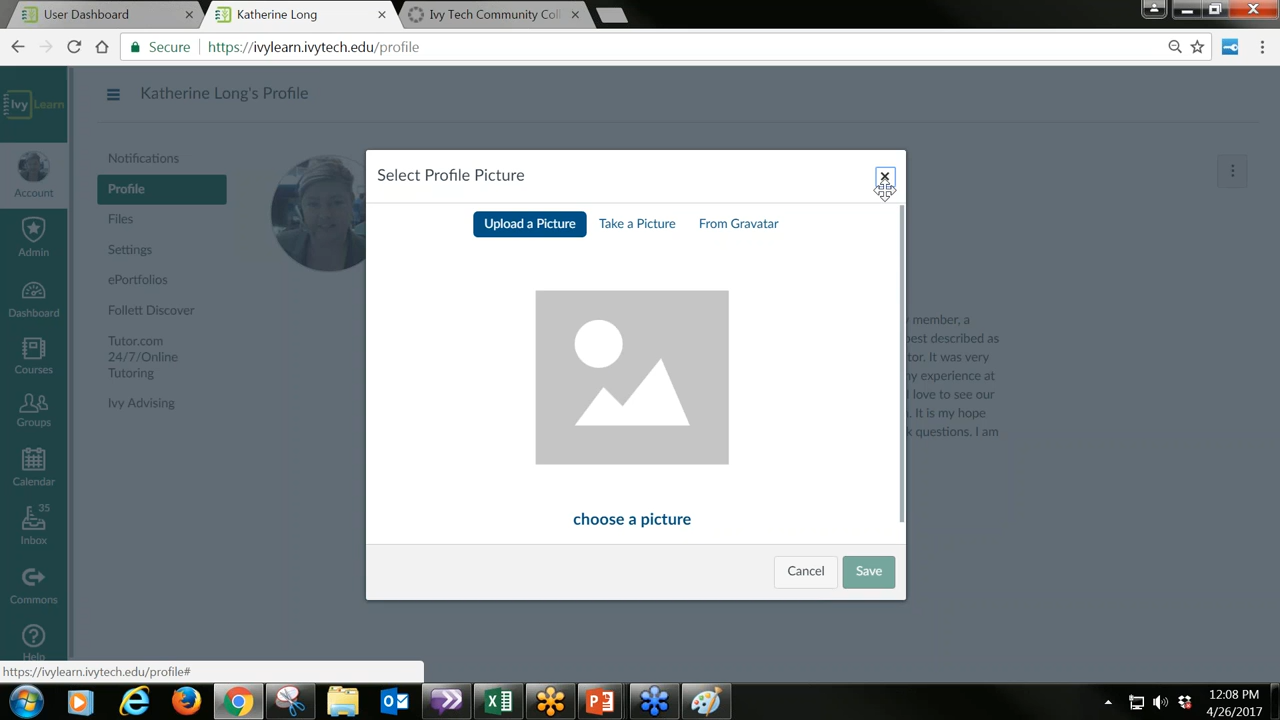 User Dashboard
Katherine Long
Ivy Tech Community Coll
Secure
https://ivylearn.ivytech.edu/profile
Ivy Learn
Katherine Long's Profile
Account
Admin
Dashboard
Courses
Groups
Calendar
35
Inbox
Commons
Help
Notifications
Profile
Files
Settings
ePortfolios
Follett Discover
Tutor.com
24/7/Online
Tutoring
Ivy Advising
Select Profile Picture
Upload a Picture
Take a Picture
From Gravatar
choose a picture
Cancel
Save
member, a
best described as
tor. It was very
ny experience at
I love to see our
. It is my hope
k questions. I am
https://ivylearn.ivytech.edu/profile#
12:08 PM
4/26/2017